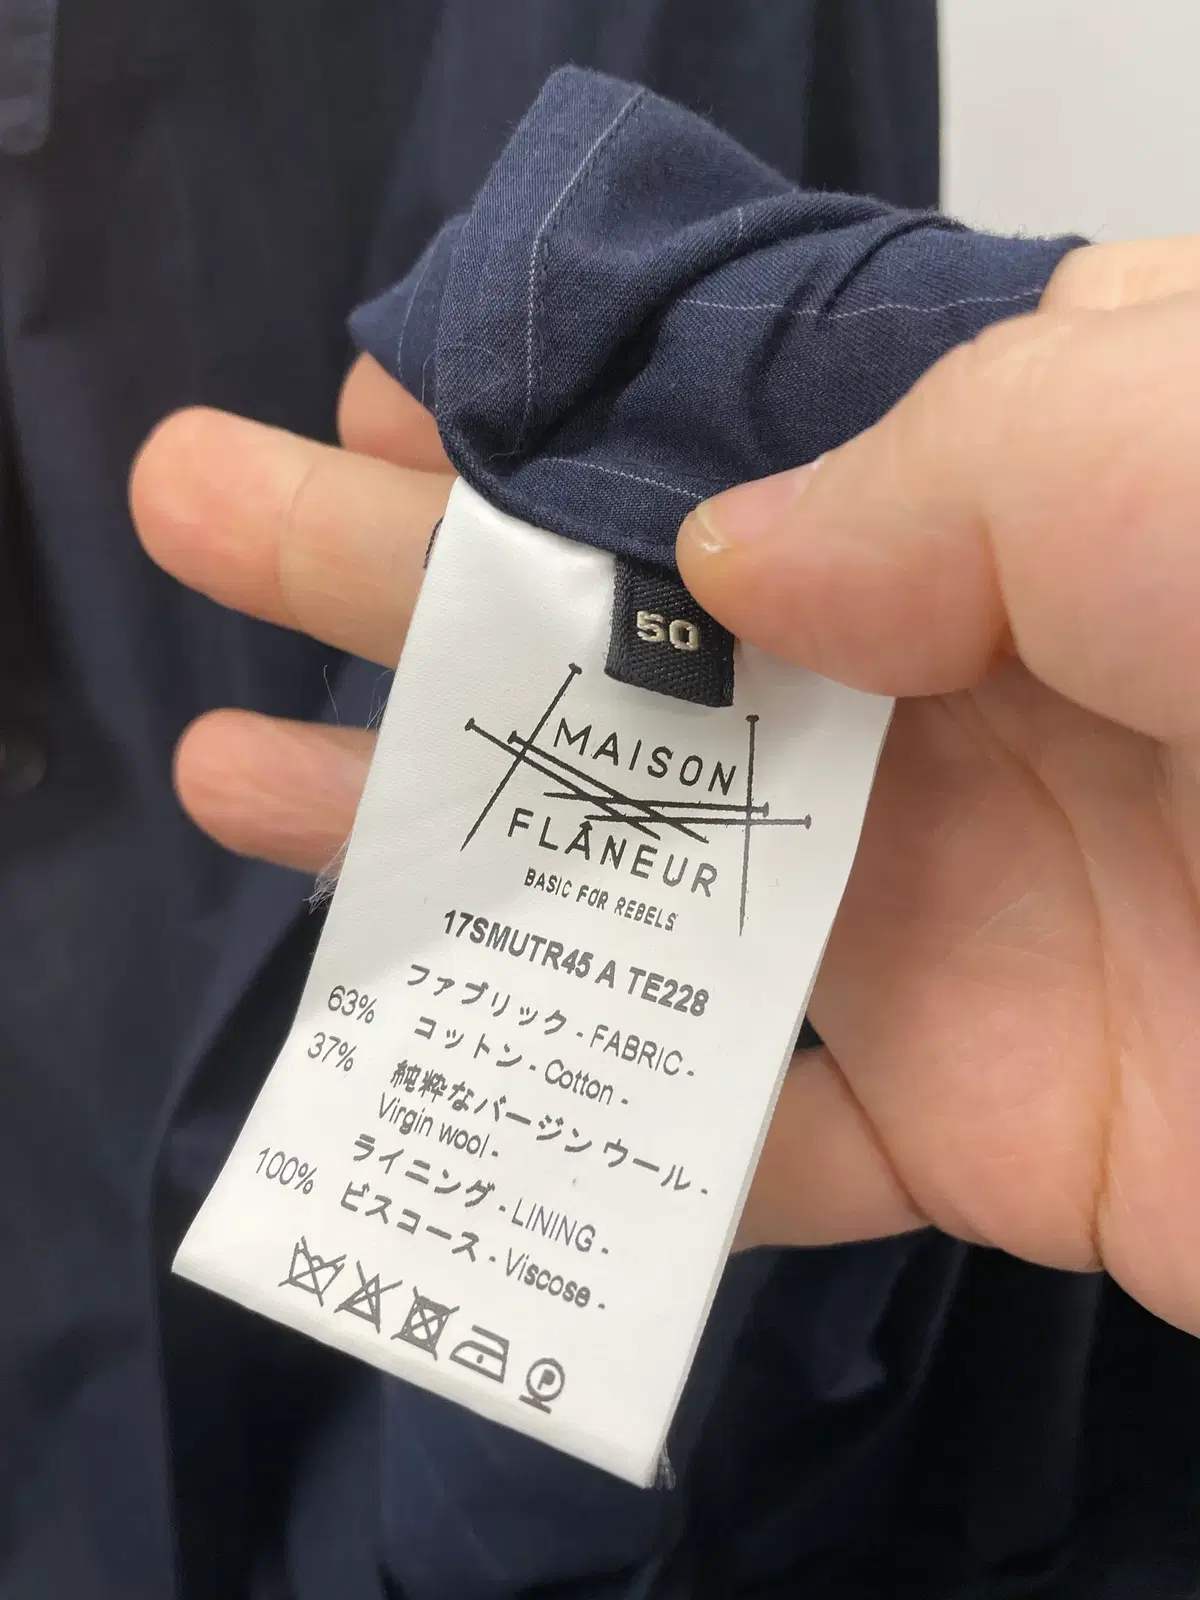 50
MAISON
FLÂNEUR
BASIC FOR REBELS
17SMUTR45 A TE228
ファブリック - FABRIC -
63% コットン - Cotton -
37% 純粋なバージン ウール -
Virgin wool -
ライニング - LINING -
100% ビスコース - Viscose -
P